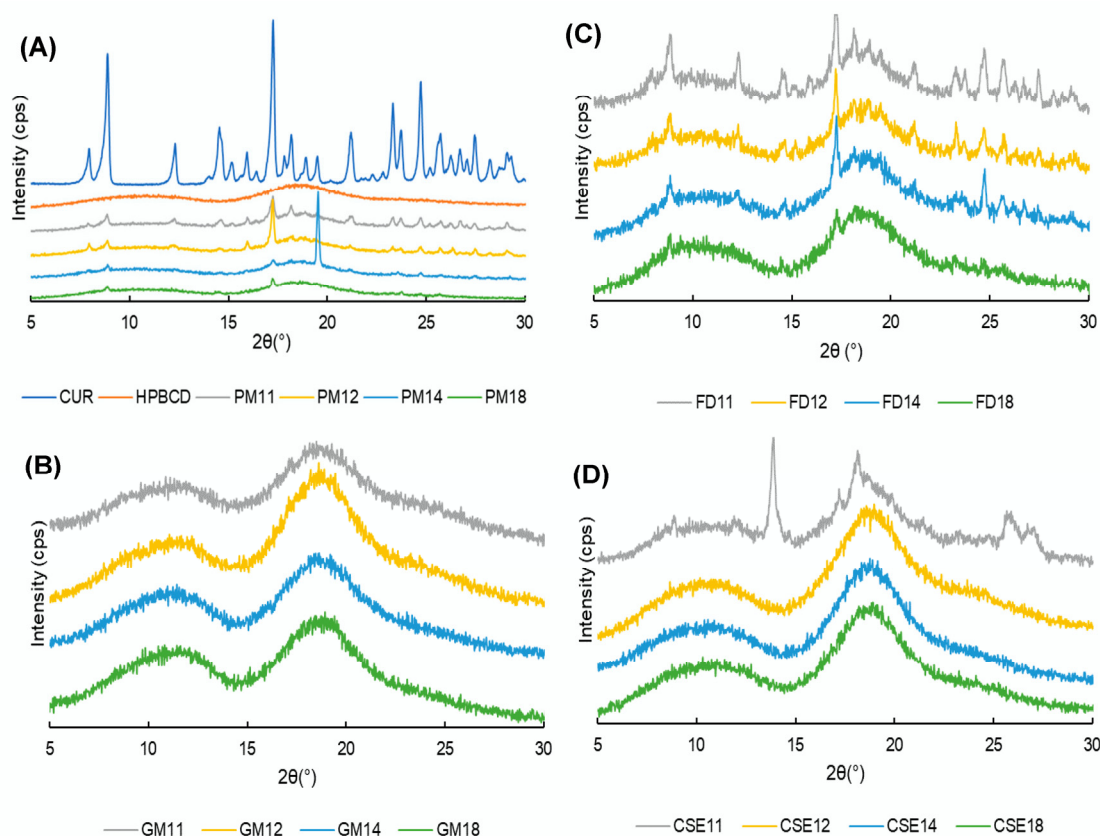 (A)
Intensity (cps)
5 10 15 20 25 30
2θ(°)
CUR HPBCD PM11 PM12 PM14 PM18
(C)
Intensity (cps)
5 10 15 20 25 30
2θ (°)
FD11 FD12 FD14 FD18
(B)
Intensity (cps)
5 10 15 20 25 30
2θ(°)
GM11 GM12 GM14 GM18
(D)
Intensity (cps)
5 10 15 20 25 30
2θ(°)
CSE11 CSE12 CSE14 CSE18